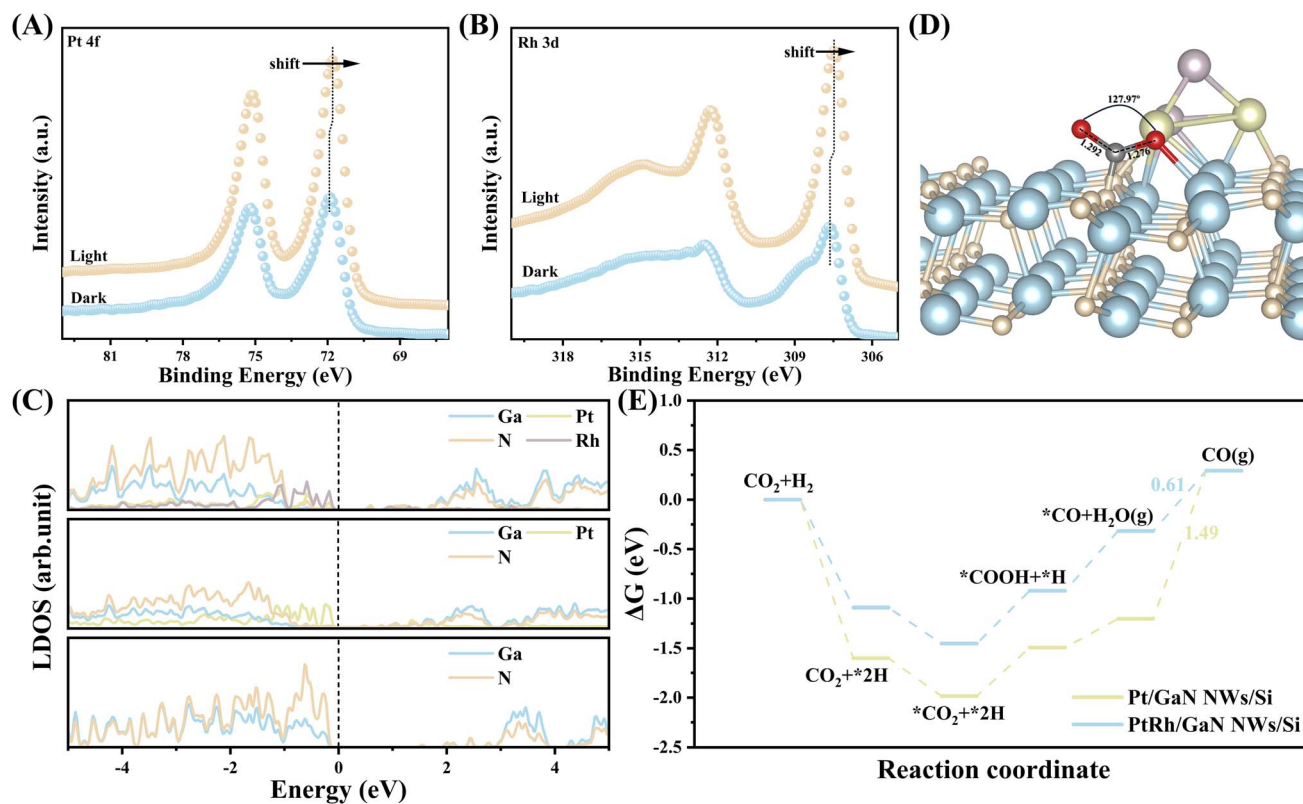 (A)
Pt 4f
shift
Light
Dark
Intensity (a.u.)
81 78 75 72 69
Binding Energy (eV)
(B)
Rh 3d
shift
Light
Dark
Intensity (a.u.)
318 315 312 309 306
Binding Energy (eV)
(D)
127.97°
1.292
1.276
(C)
Ga Pt
N Rh
Ga Pt
N
Ga
N
LDOS (arb.unit)
-4 -2 0 2 4
Energy (eV)
(E)
1.0
0.5
0.0
-0.5
-1.0
-1.5
-2.0
-2.5
ΔG (eV)
CO₂+H₂
CO₂+*2H
*CO₂+*2H
*COOH+*H
*CO+H₂O(g)
CO(g)
0.61
1.49
Pt/GaN NWs/Si
PtRh/GaN NWs/Si
Reaction coordinate